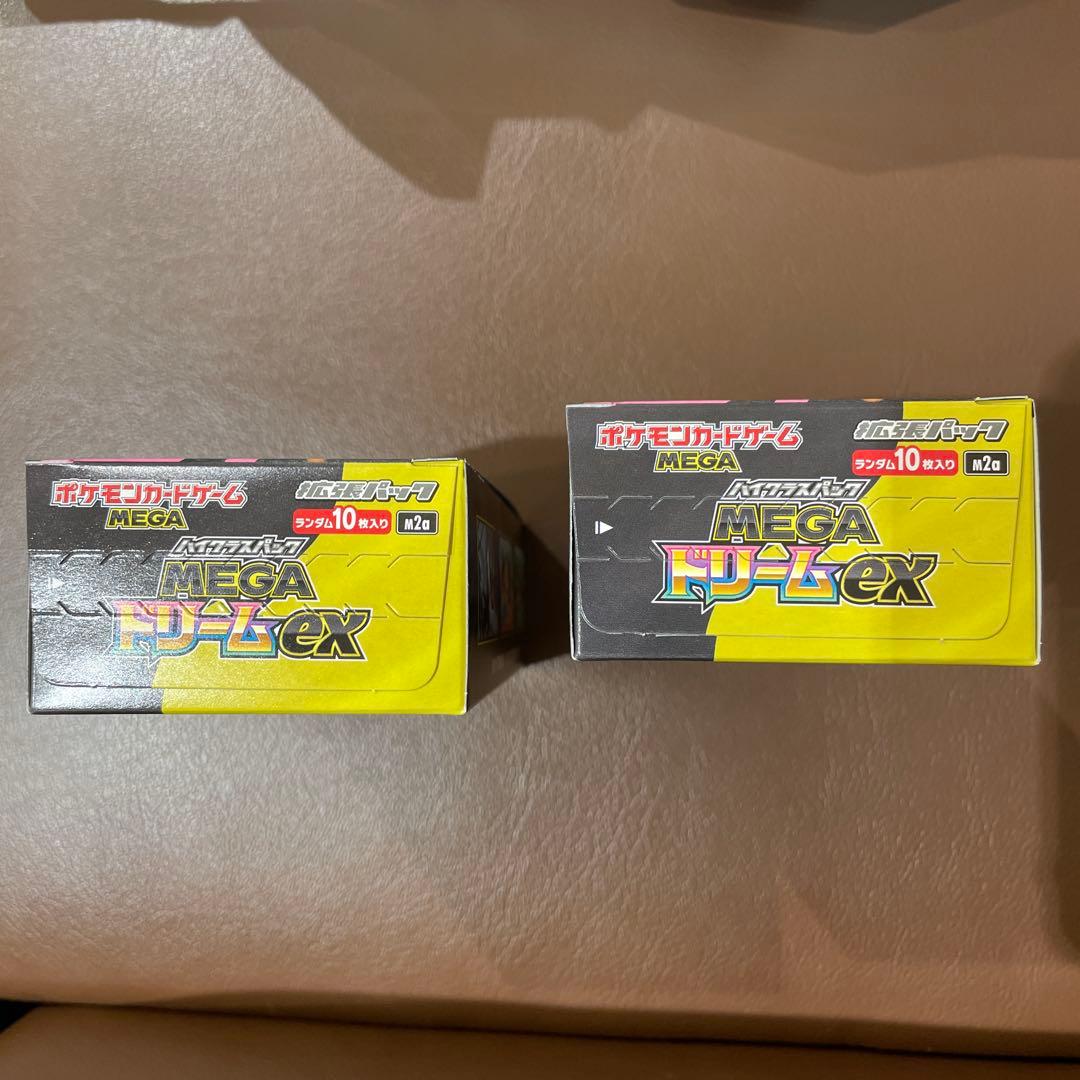 ポケモンカードゲーム
MEGA
拡張パック
ランダム10枚入り
M2a
ハイクラスパック
MEGA
ドリームex
ポケモンカードゲーム
MEGA
拡張パック
ランダム10枚入り
M2a
ハイクラスパック
MEGA
ドリームex